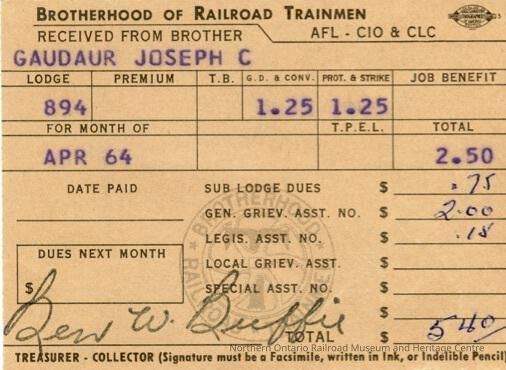 BROTHERHOOD OF RAILROAD TRAINMEN
RECEIVED FROM BROTHER AFL - CIO & CLC
GAUDAUR JOSEPH C
LODGE PREMIUM T.B. G.D. & CONV. PROT. & STRIKE JOB BENEFIT
894 1.25 1.25
FOR MONTH OF T.P.E.L. TOTAL
APR 64 2.50
DATE PAID SUB LODGE DUES $ .75
GEN. GRIEV. ASST. NO. $ 2.00
LEGIS. ASST. NO. $ .15
DUES NEXT MONTH LOCAL GRIEV. ASST. $
$ SPECIAL ASST. NO. $
$
Ben W. Buffie TOTAL $ 5 40
Northern Ontario Railroad Museum and Heritage Centre
TREASURER - COLLECTOR (Signature must be a Facsimile, written in Ink, or Indelible Pencil)